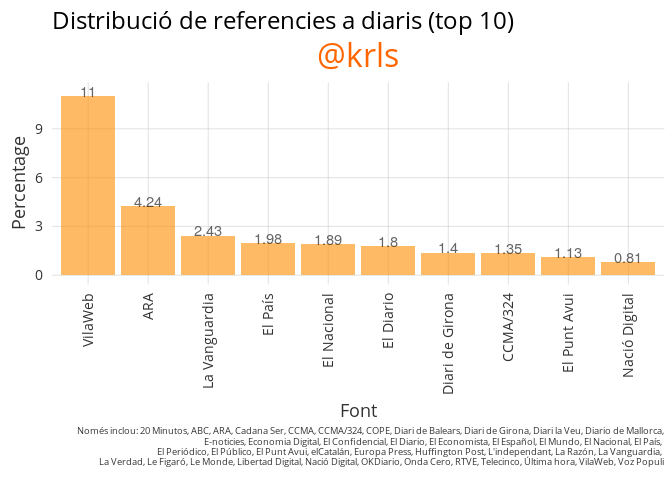 Distribució de referencies a diaris (top 10)
@krls
Percentage
9
6
3
0
11
4.24
2.43
1.98
1.89
1.8
1.4
1.35
1.13
0.81
VilaWeb
ARA
La Vanguardia
El País
El Nacional
El Diario
Diari de Girona
CCMA/324
El Punt Avui
Nació Digital
Font
Només inclou: 20 Minutos, ABC, ARA, Cadana Ser, CCMA, CCMA/324, COPE, Diari de Balears, Diari de Girona, Diari la Veu, Diario de Mallorca,
E-noticies, Economia Digital, El Confidencial, El Diario, El Economista, El Español, El Mundo, El Nacional, El País,
El Periódico, El Público, El Punt Avui, elCatalán, Europa Press, Huffington Post, L'independant, La Razón, La Vanguardia,
La Verdad, Le Figaró, Le Monde, Libertad Digital, Nació Digital, OKDiario, Onda Cero, RTVE, Telecinco, Última hora, VilaWeb, Voz Populi